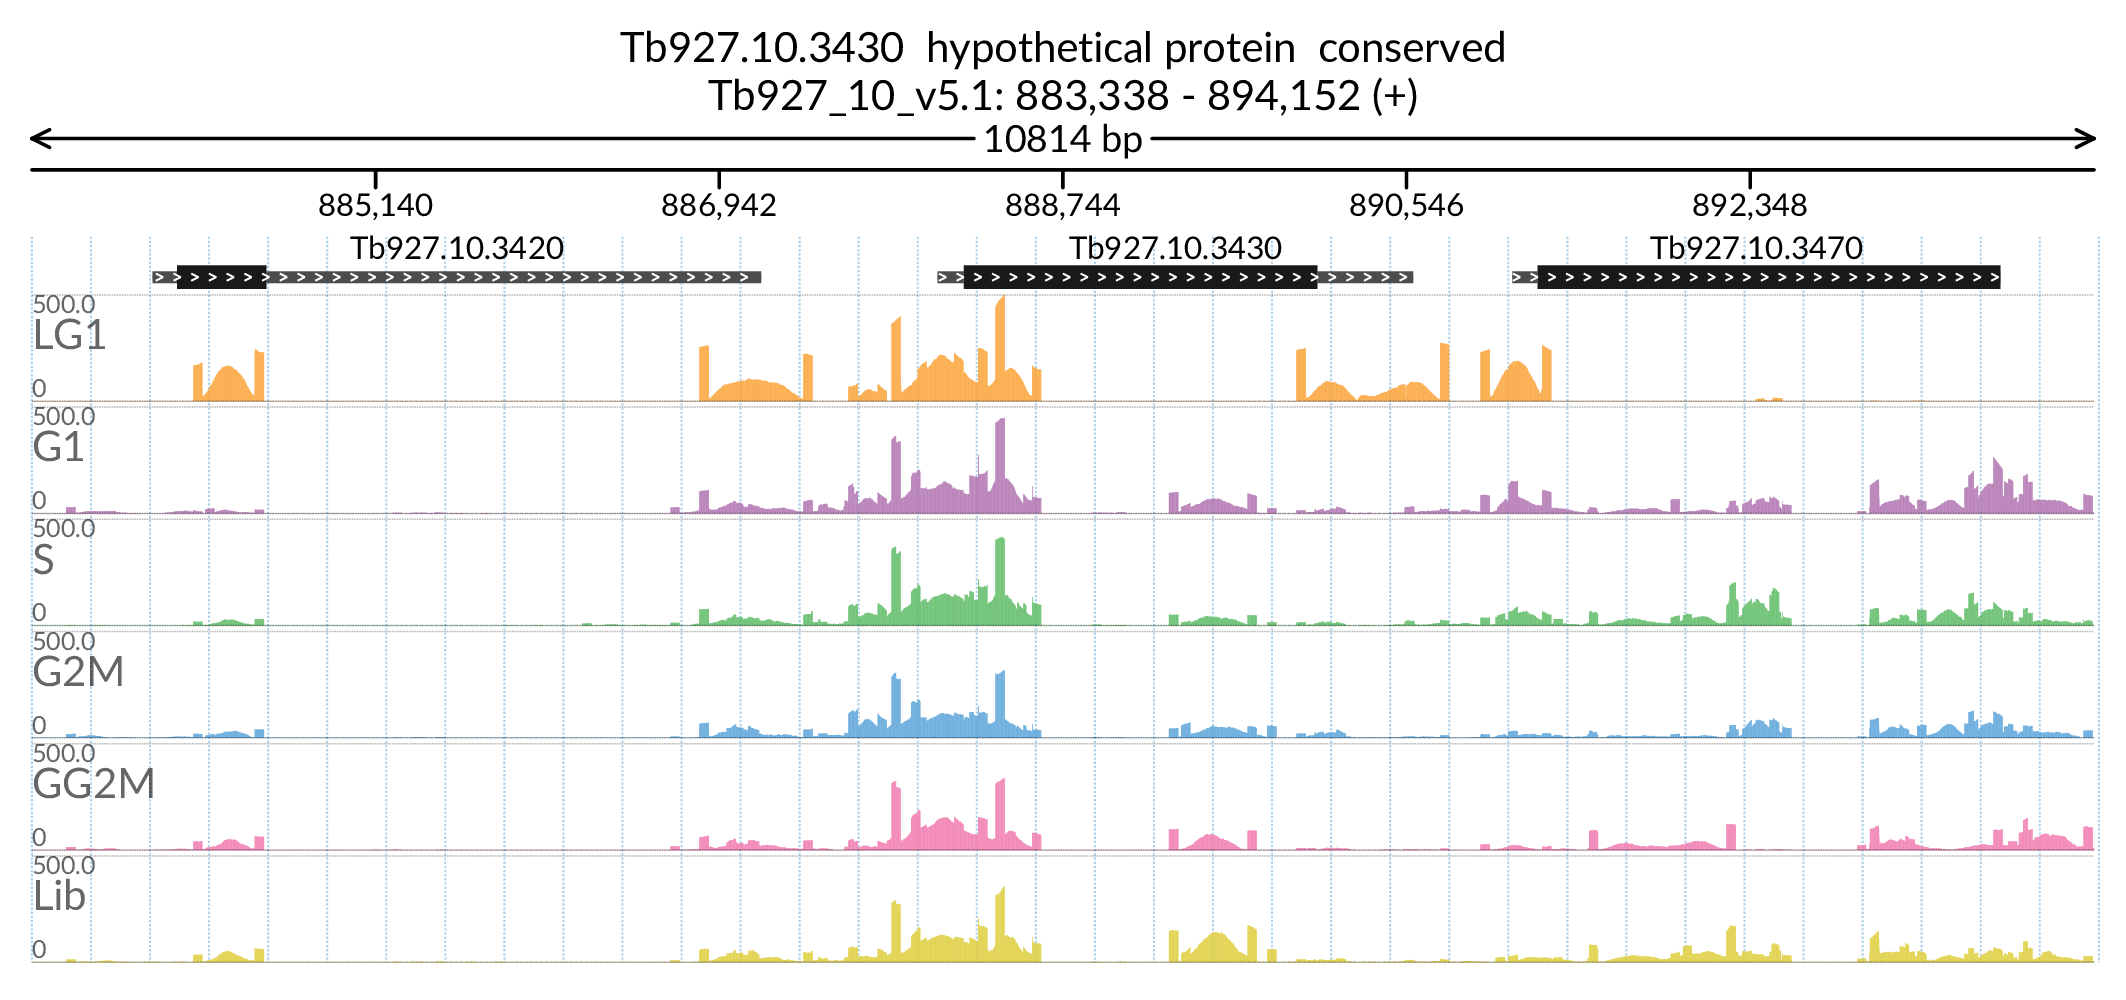 Tb927.10.3430 hypothetical protein conserved
Tb927_10_v5.1: 883,338 - 894,152 (+)
10814 bp
885,140 886,942 888,744 890,546 892,348
Tb927.10.3420 Tb927.10.3430 Tb927.10.3470
500.0
LG1
0
500.0
G1
0
500.0
S
0
500.0
G2M
0
500.0
GG2M
0
500.0
Lib
0